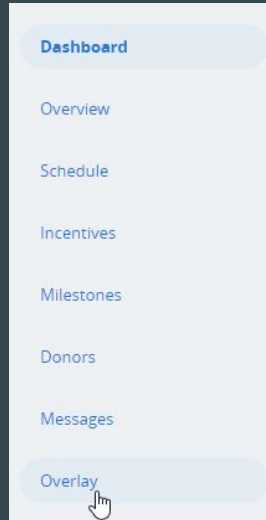 Dashboard
Overview
Schedule
Incentives
Milestones
Donors
Messages
Overlay